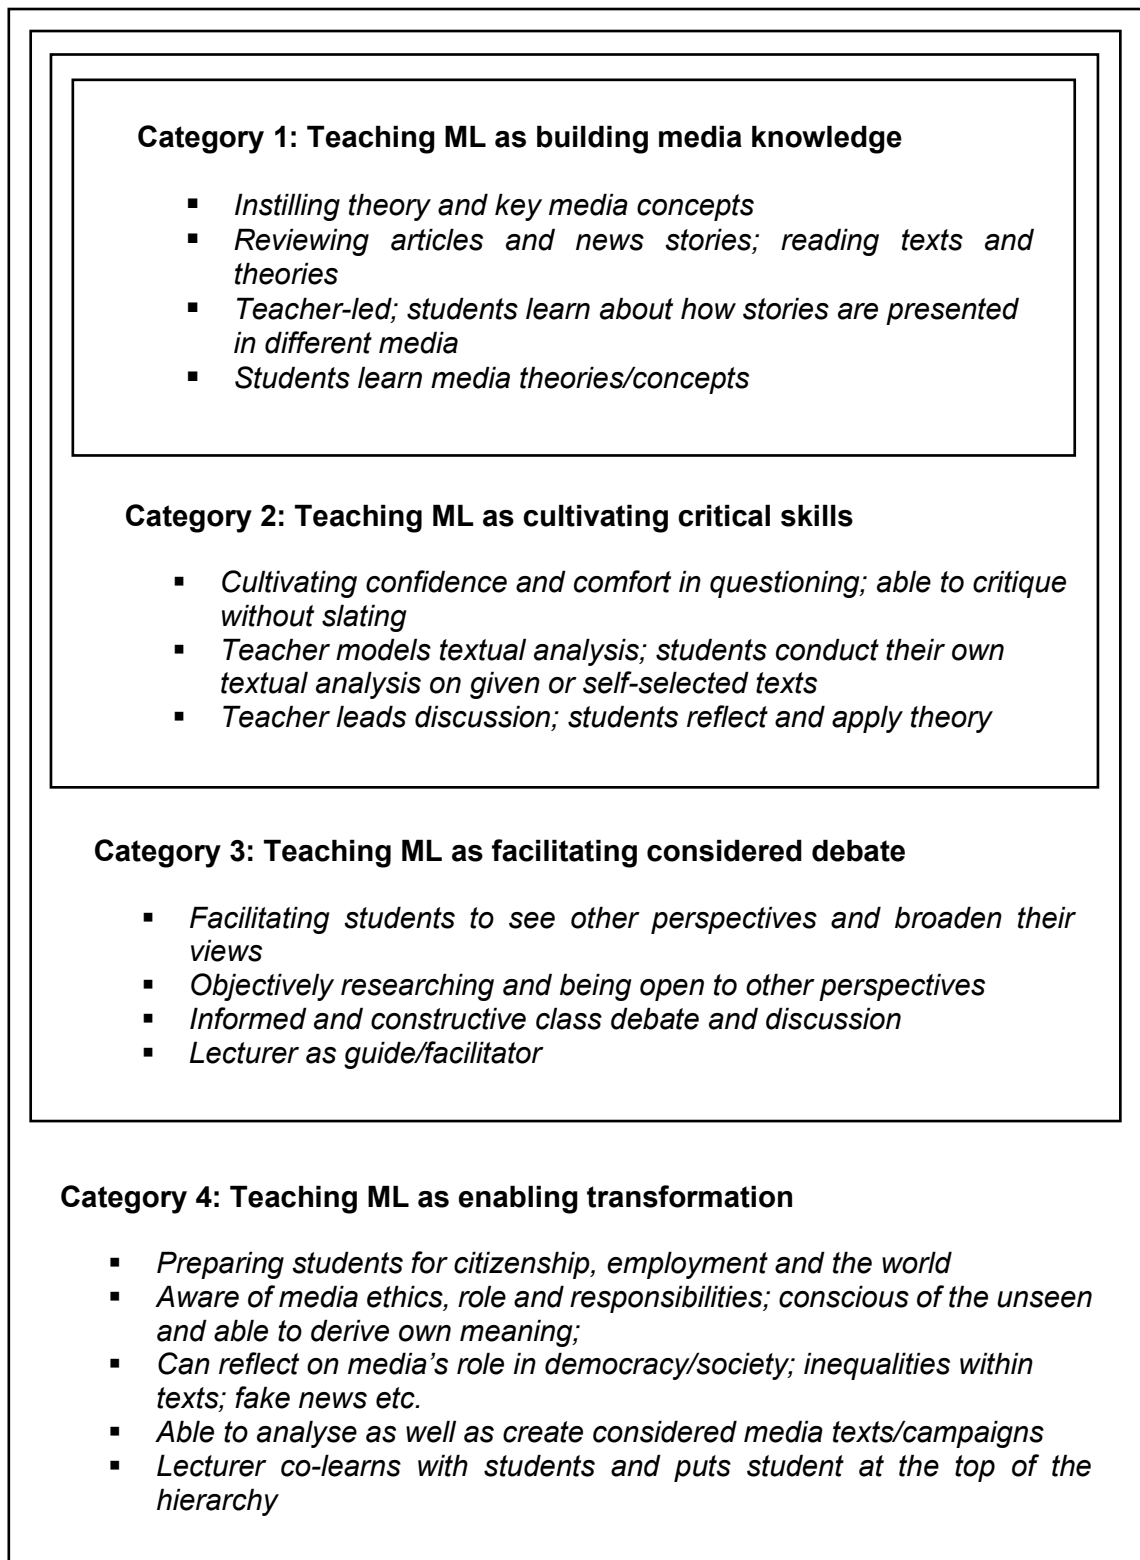 Category 1: Teaching ML as building media knowledge
▪ Instilling theory and key media concepts
▪ Reviewing articles and news stories; reading texts and
theories
▪ Teacher-led; students learn about how stories are presented
in different media
▪ Students learn media theories/concepts
Category 2: Teaching ML as cultivating critical skills
▪ Cultivating confidence and comfort in questioning; able to critique
without slating
▪ Teacher models textual analysis; students conduct their own
textual analysis on given or self-selected texts
▪ Teacher leads discussion; students reflect and apply theory
Category 3: Teaching ML as facilitating considered debate
▪ Facilitating students to see other perspectives and broaden their
views
▪ Objectively researching and being open to other perspectives
▪ Informed and constructive class debate and discussion
▪ Lecturer as guide/facilitator
Category 4: Teaching ML as enabling transformation
▪ Preparing students for citizenship, employment and the world
▪ Aware of media ethics, role and responsibilities; conscious of the unseen
and able to derive own meaning;
▪ Can reflect on media’s role in democracy/society; inequalities within
texts; fake news etc.
▪ Able to analyse as well as create considered media texts/campaigns
▪ Lecturer co-learns with students and puts student at the top of the
hierarchy